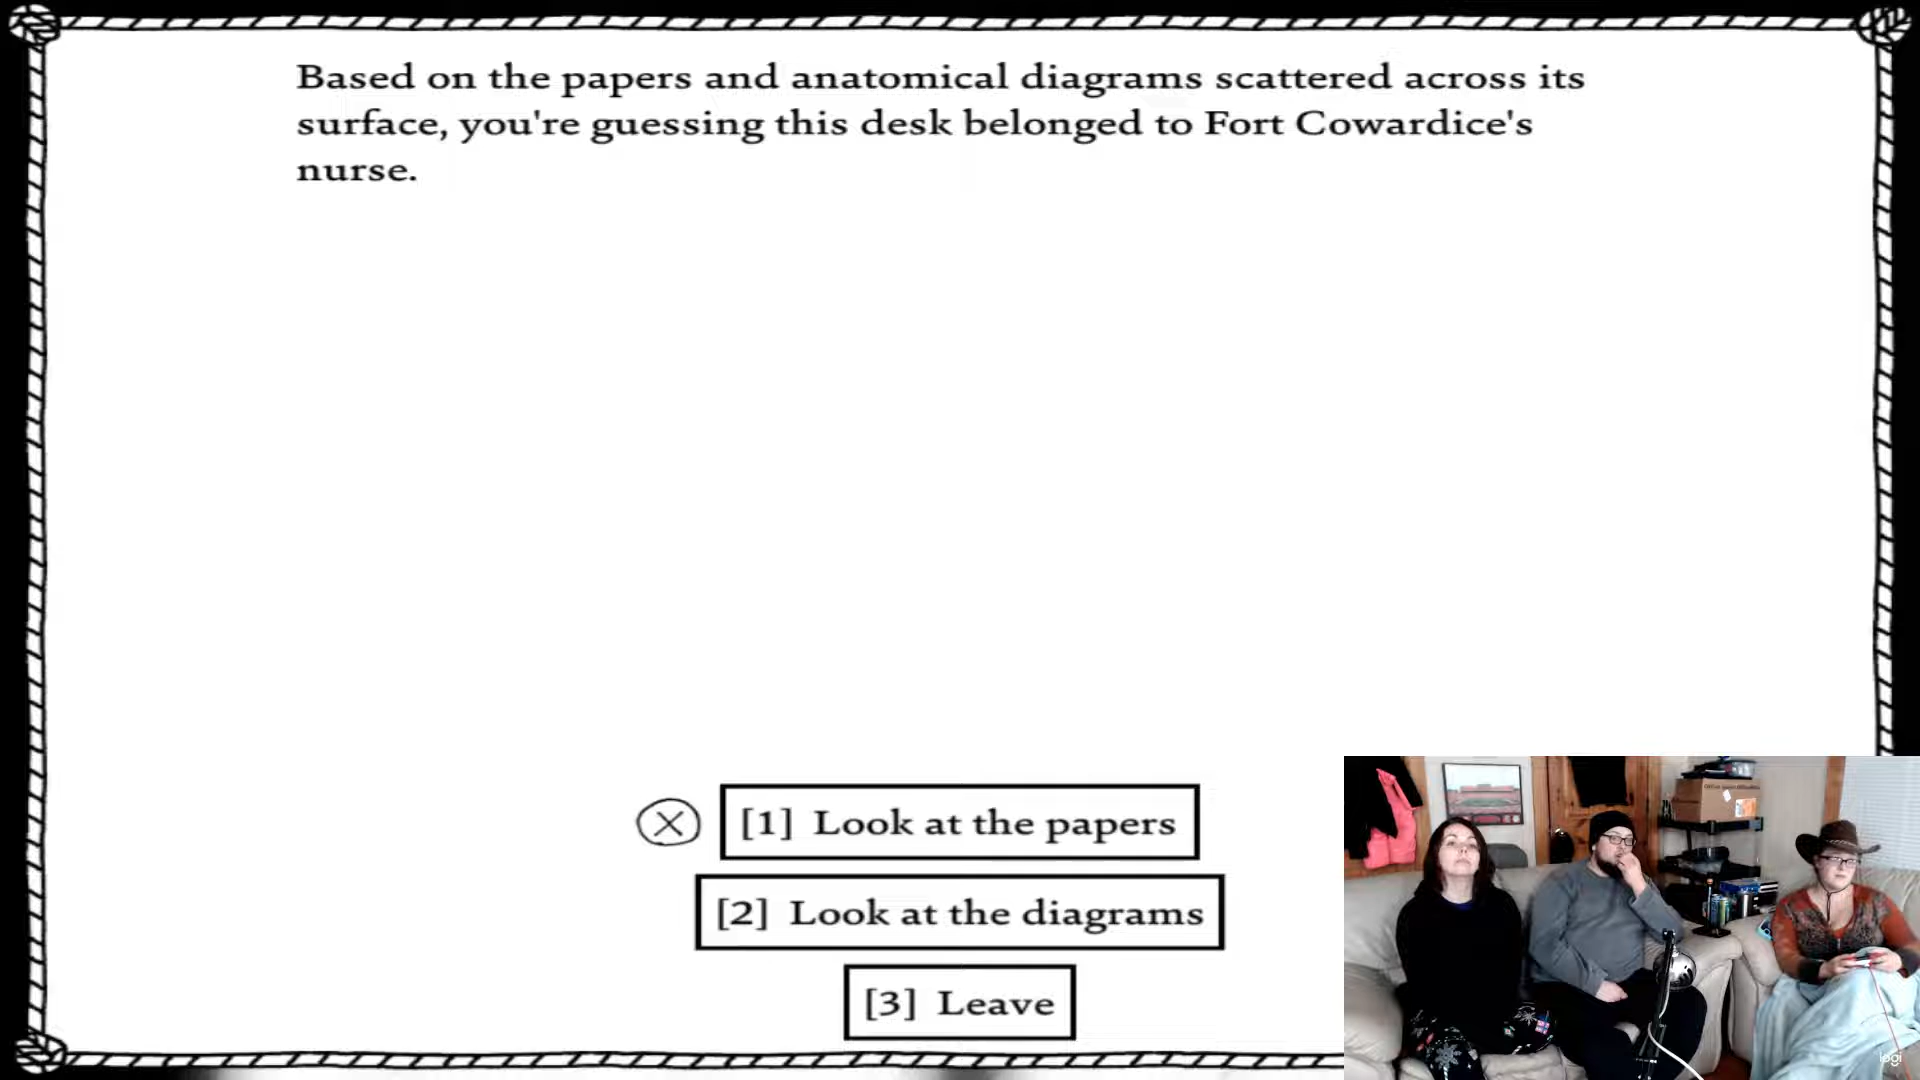 Based on the papers and anatomical diagrams scattered across its
surface, you're guessing this desk belonged to Fort Cowardice's
nurse.
[1] Look at the papers
[2] Look at the diagrams
[3] Leave
logi